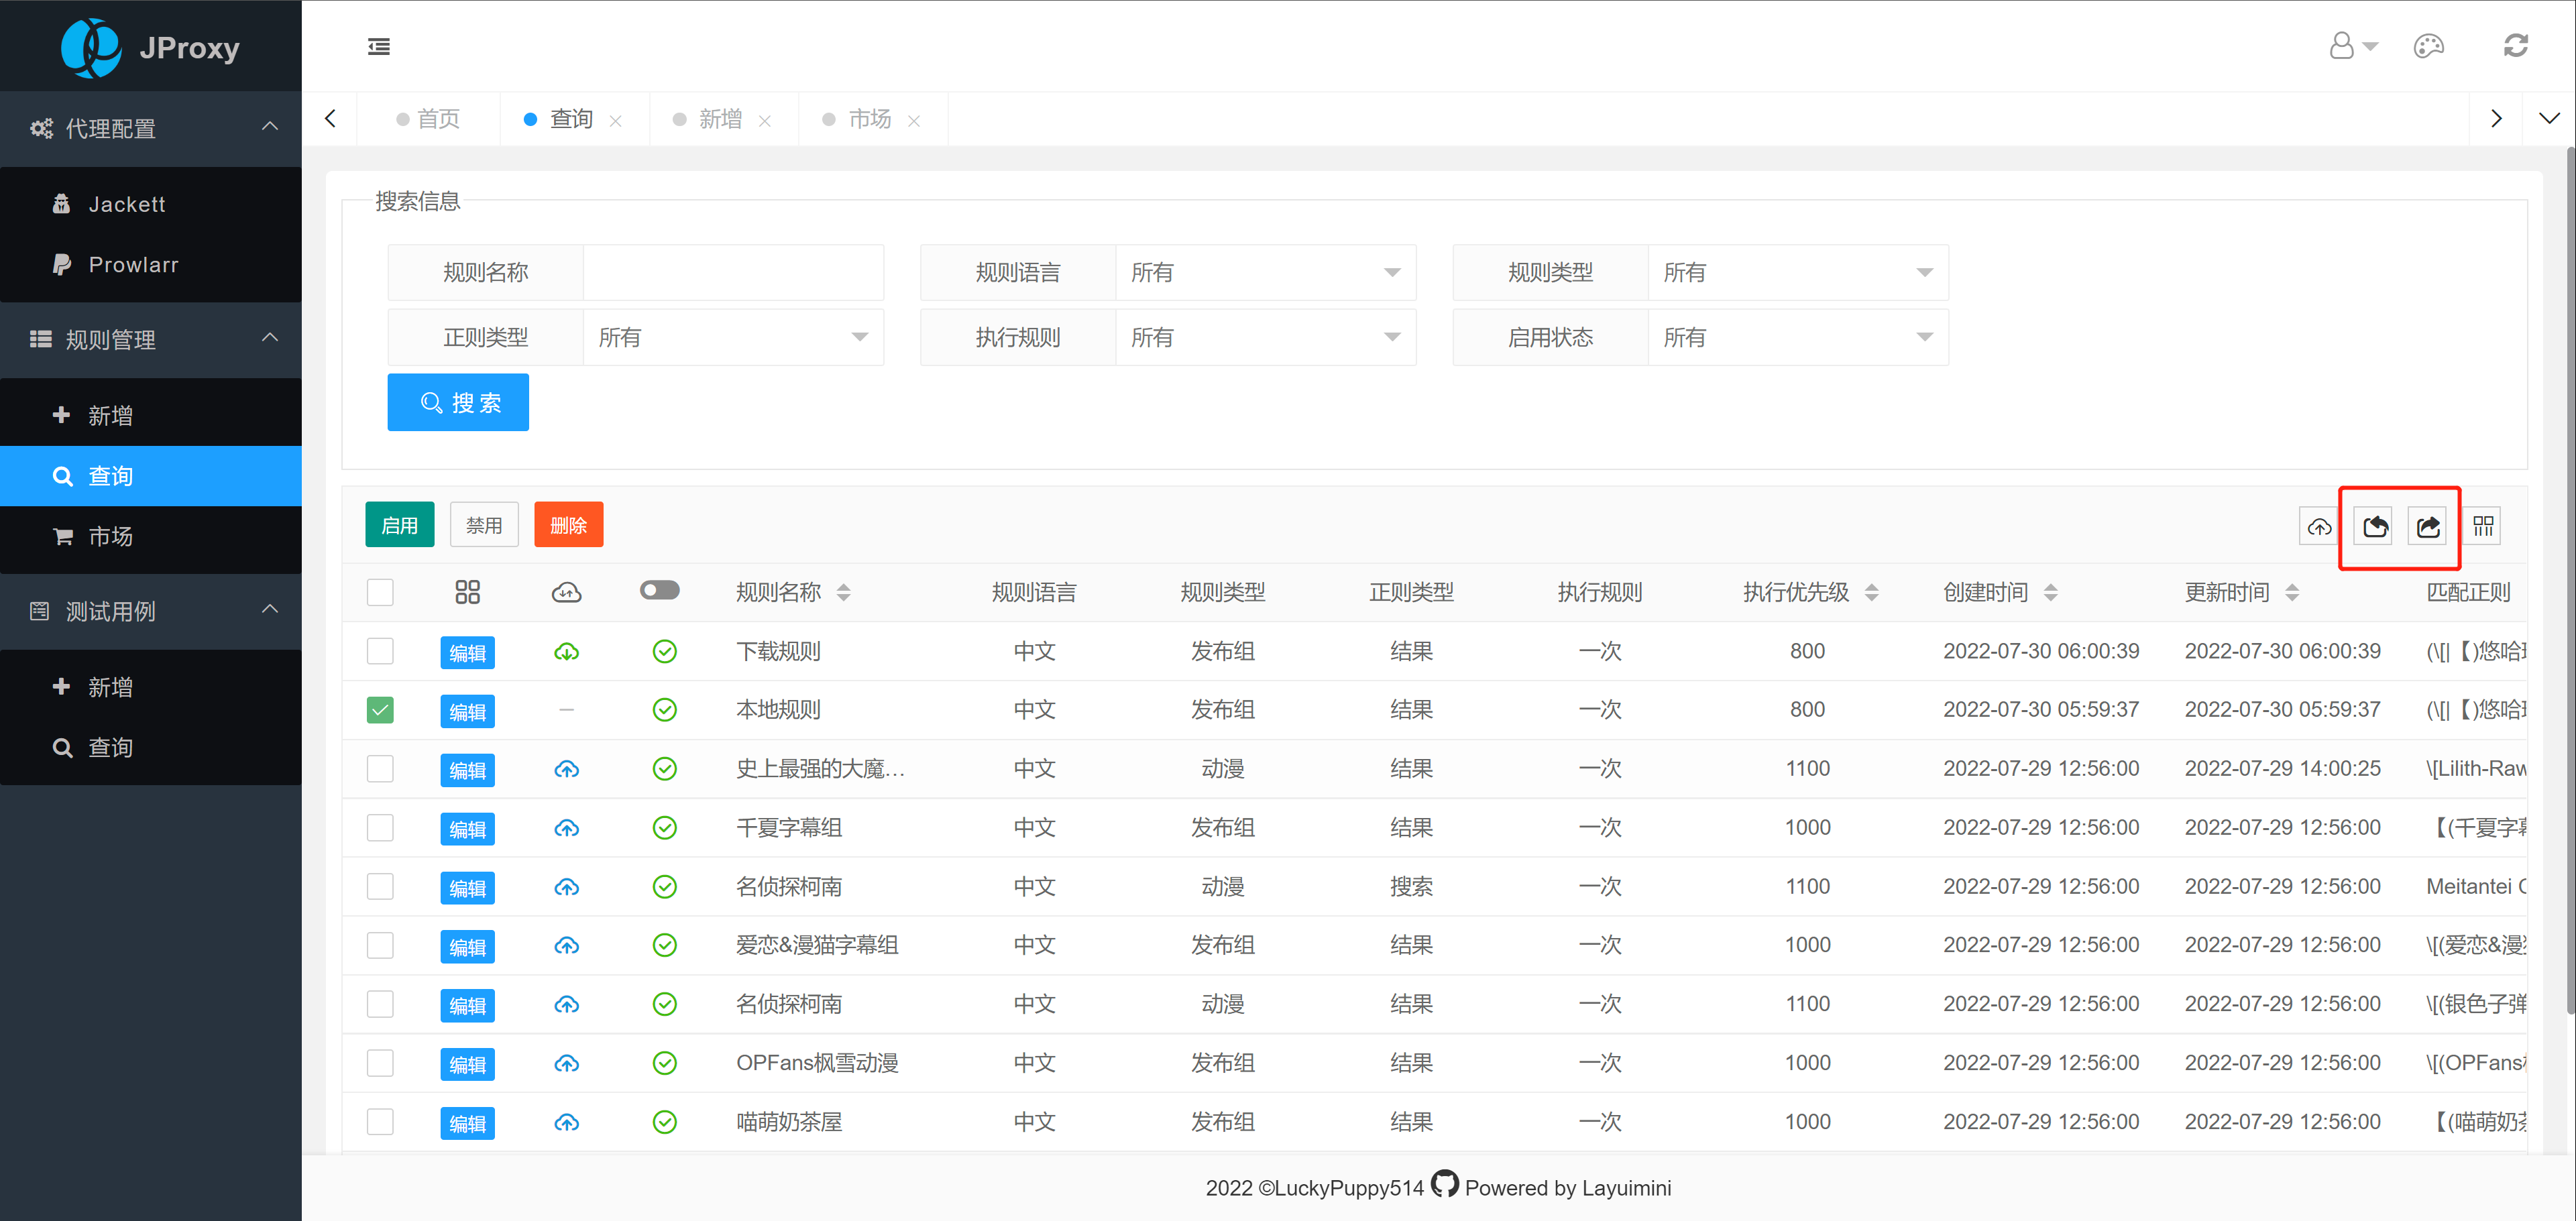 JProxy
代理配置
Jackett
Prowlarr
规则管理
新增
查询
市场
测试用例
新增
查询
首页 查询 新增 市场
搜索信息
规则名称 规则语言 所有 规则类型 所有
正则类型 所有 执行规则 所有 启用状态 所有
搜 索
启用 禁用 删除
规则名称 规则语言 规则类型 正则类型 执行规则 执行优先级 创建时间 更新时间 匹配正则
编辑 下载规则 中文 发布组 结果 一次 800 2022-07-30 06:00:39 2022-07-30 06:00:39 (\[|【)悠哈
编辑 本地规则 中文 发布组 结果 一次 800 2022-07-30 05:59:37 2022-07-30 05:59:37 (\[|【)悠哈
编辑 史上最强的大魔… 中文 动漫 结果 一次 1100 2022-07-29 12:56:00 2022-07-29 14:00:25 \[Lilith-Raw
编辑 千夏字幕组 中文 发布组 结果 一次 1000 2022-07-29 12:56:00 2022-07-29 12:56:00 【(千夏字幕
编辑 名侦探柯南 中文 动漫 搜索 一次 1100 2022-07-29 12:56:00 2022-07-29 12:56:00 Meitantei C
编辑 爱恋&漫猫字幕组 中文 发布组 结果 一次 1000 2022-07-29 12:56:00 2022-07-29 12:56:00 \[(爱恋&漫猫
编辑 名侦探柯南 中文 动漫 结果 一次 1100 2022-07-29 12:56:00 2022-07-29 12:56:00 \[(银色子弹
编辑 OPFans枫雪动漫 中文 发布组 结果 一次 1000 2022-07-29 12:56:00 2022-07-29 12:56:00 \[(OPFans
编辑 喵萌奶茶屋 中文 发布组 结果 一次 1000 2022-07-29 12:56:00 2022-07-29 12:56:00 【(喵萌奶茶
2022 ©LuckyPuppy514 Powered by Layuimini